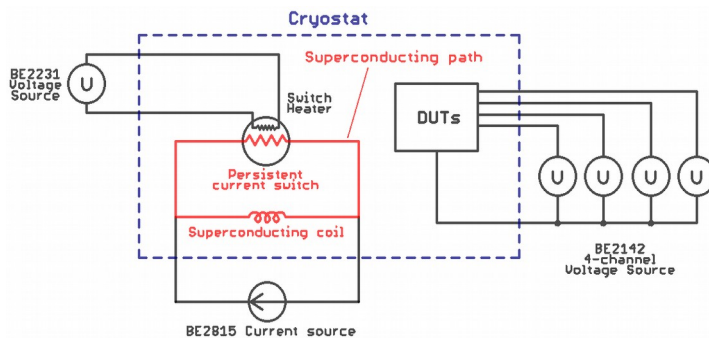 Cryostat
BE2231
Voltage
Source
U
Superconducting path
Switch
Heater
DUTs
Persistent
current switch
U
U
U
U
Superconducting coil
BE2142
4-channel
Voltage Source
BE2815 Current source